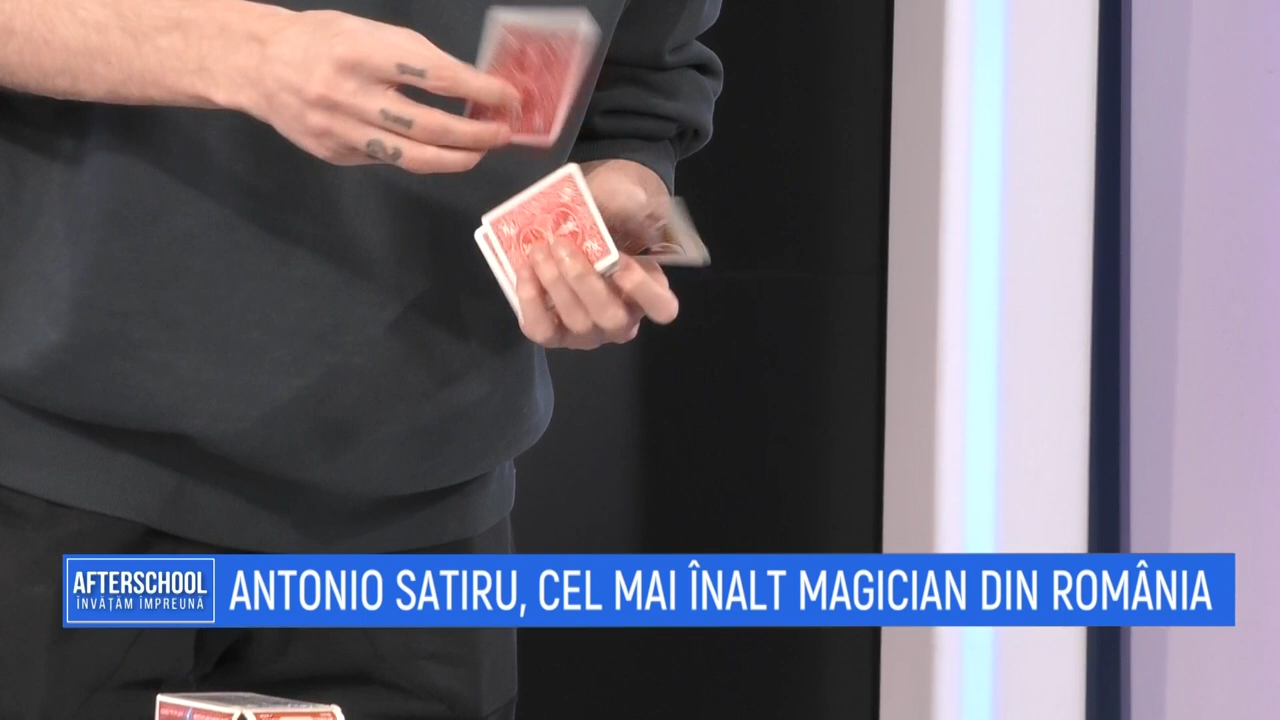 AFTERSCHOOL
ÎNVĂȚĂM ÎMPREUNĂ
ANTONIO SATIRU, CEL MAI ÎNALT MAGICIAN DIN ROMÂNIA